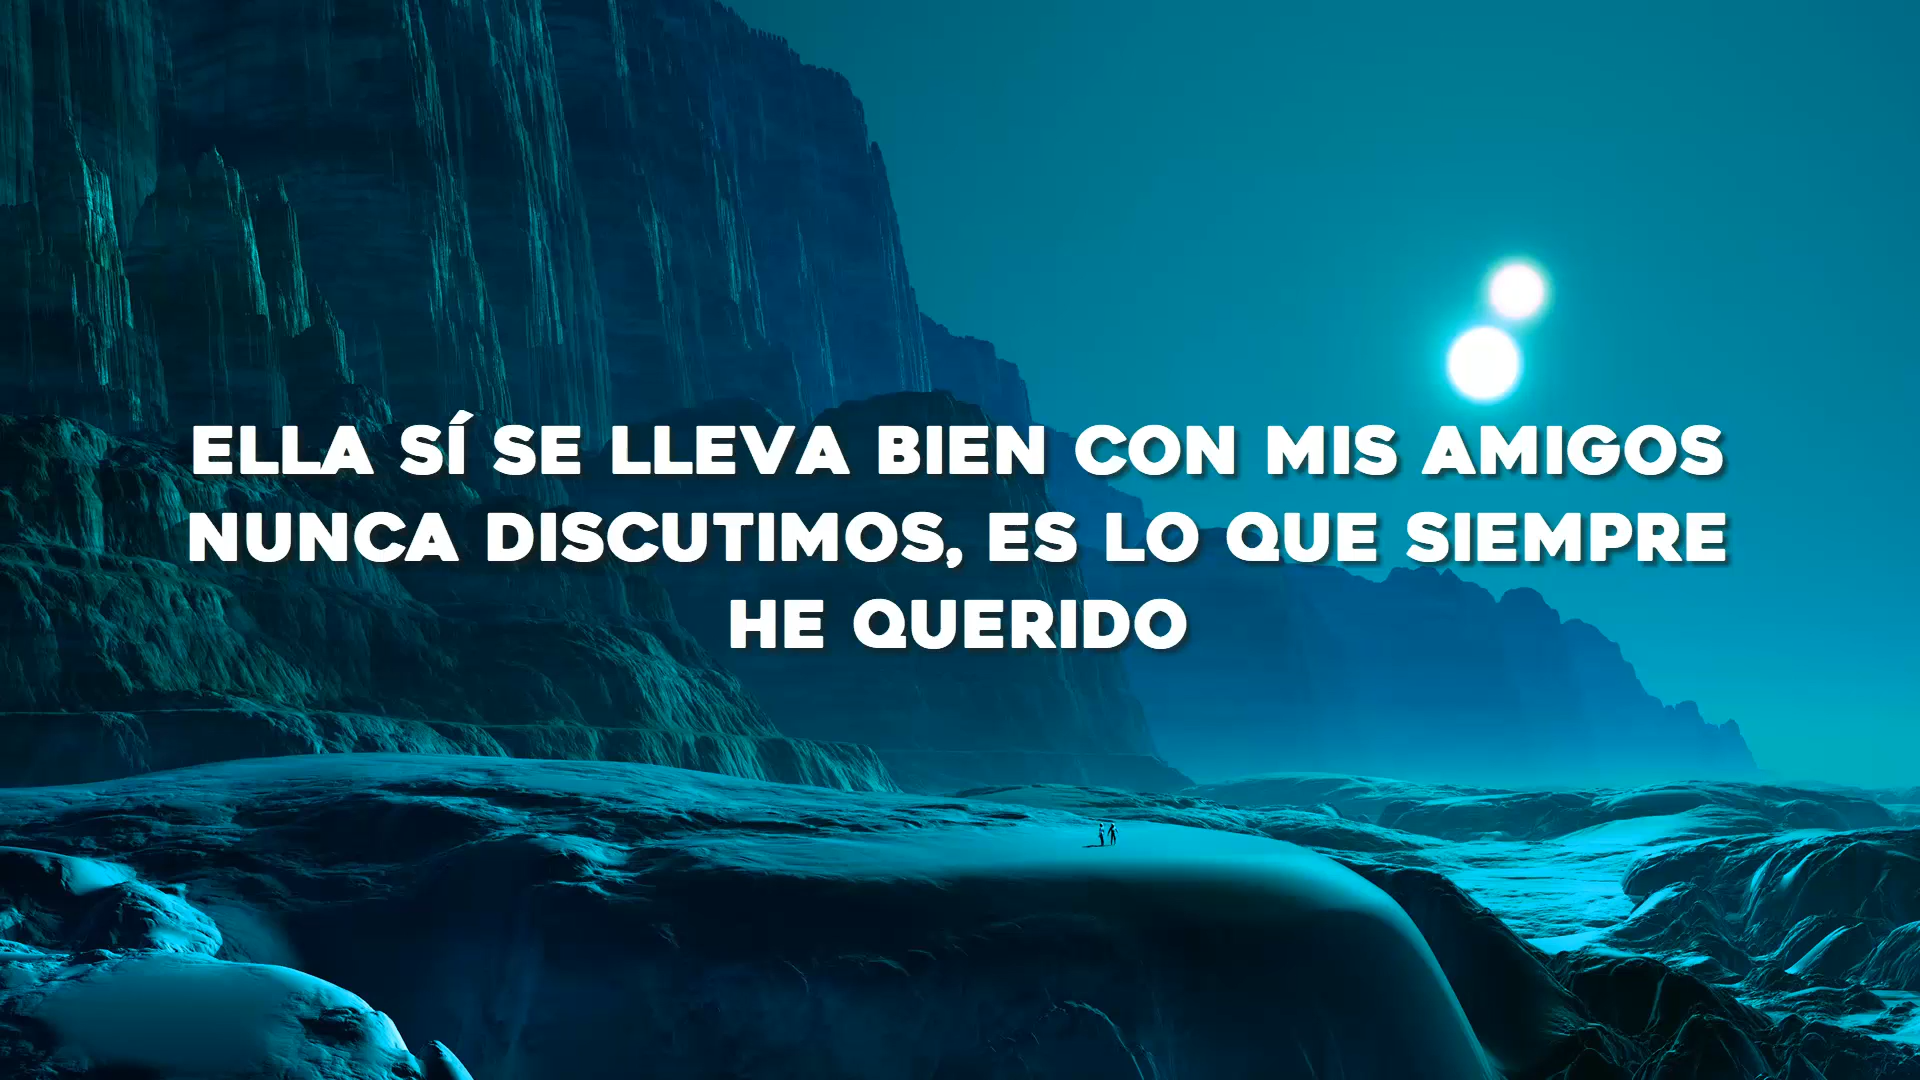 ELLA SÍ SE LLEVA BIEN CON MIS AMIGOS
NUNCA DISCUTIMOS, ES LO QUE SIEMPRE
HE QUERIDO